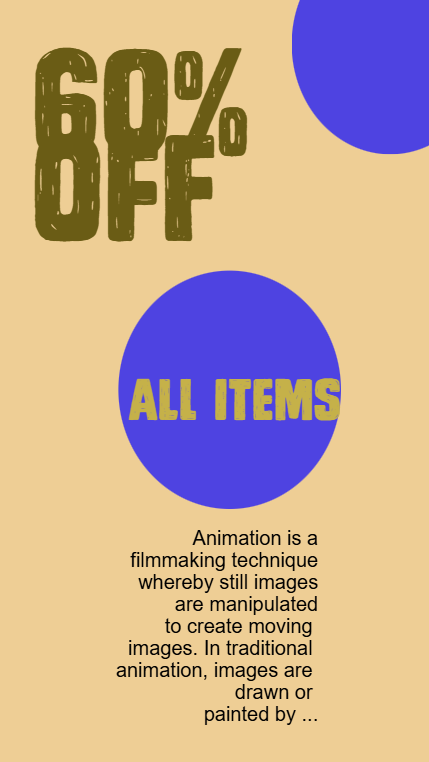 60%
OFF
ALL ITEMS
Animation is a
filmmaking technique
whereby still images
are manipulated
to create moving
images. In traditional
animation, images are
drawn or
painted by ...